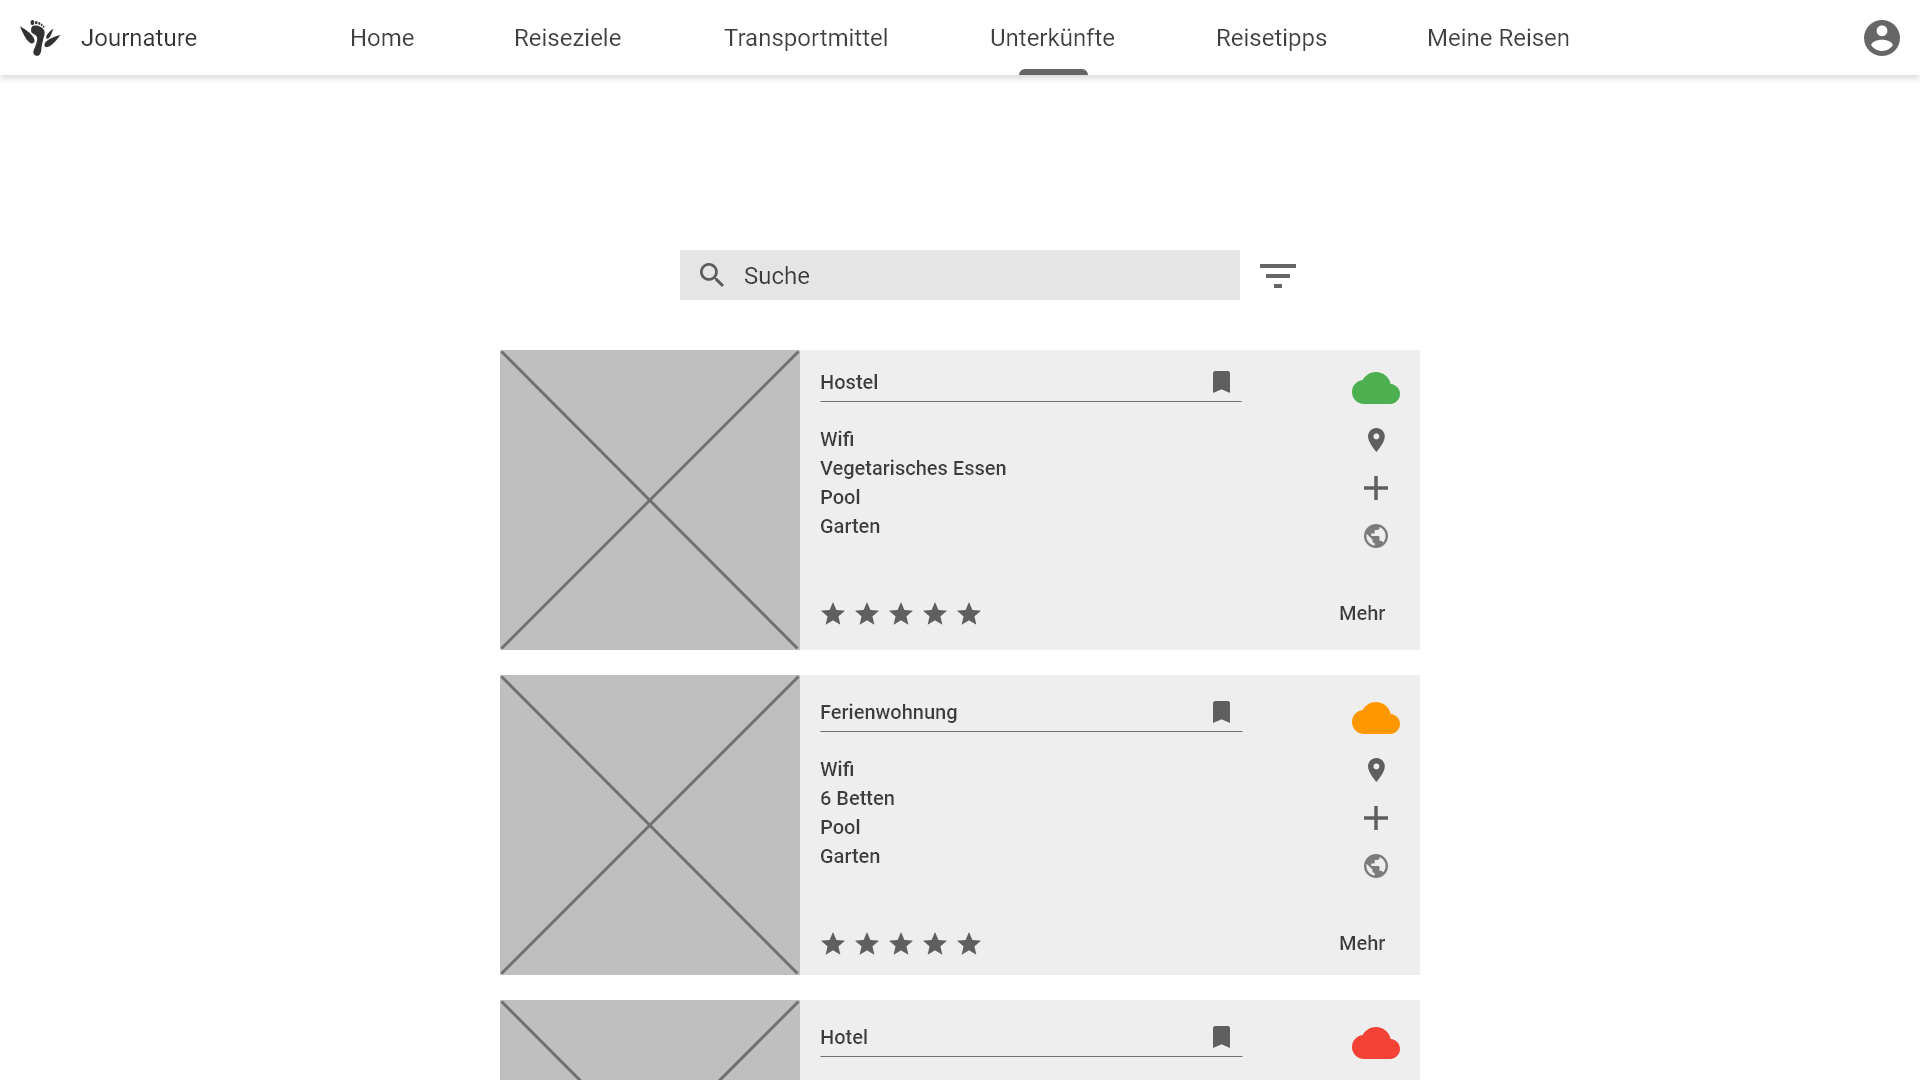 Journature
Home
Reiseziele
Transportmittel
Unterkünfte
Reisetipps
Meine Reisen
Suche
Hostel
Wifi
Vegetarisches Essen
Pool
Garten
Mehr
Ferienwohnung
Wifi
6 Betten
Pool
Garten
Mehr
Hotel